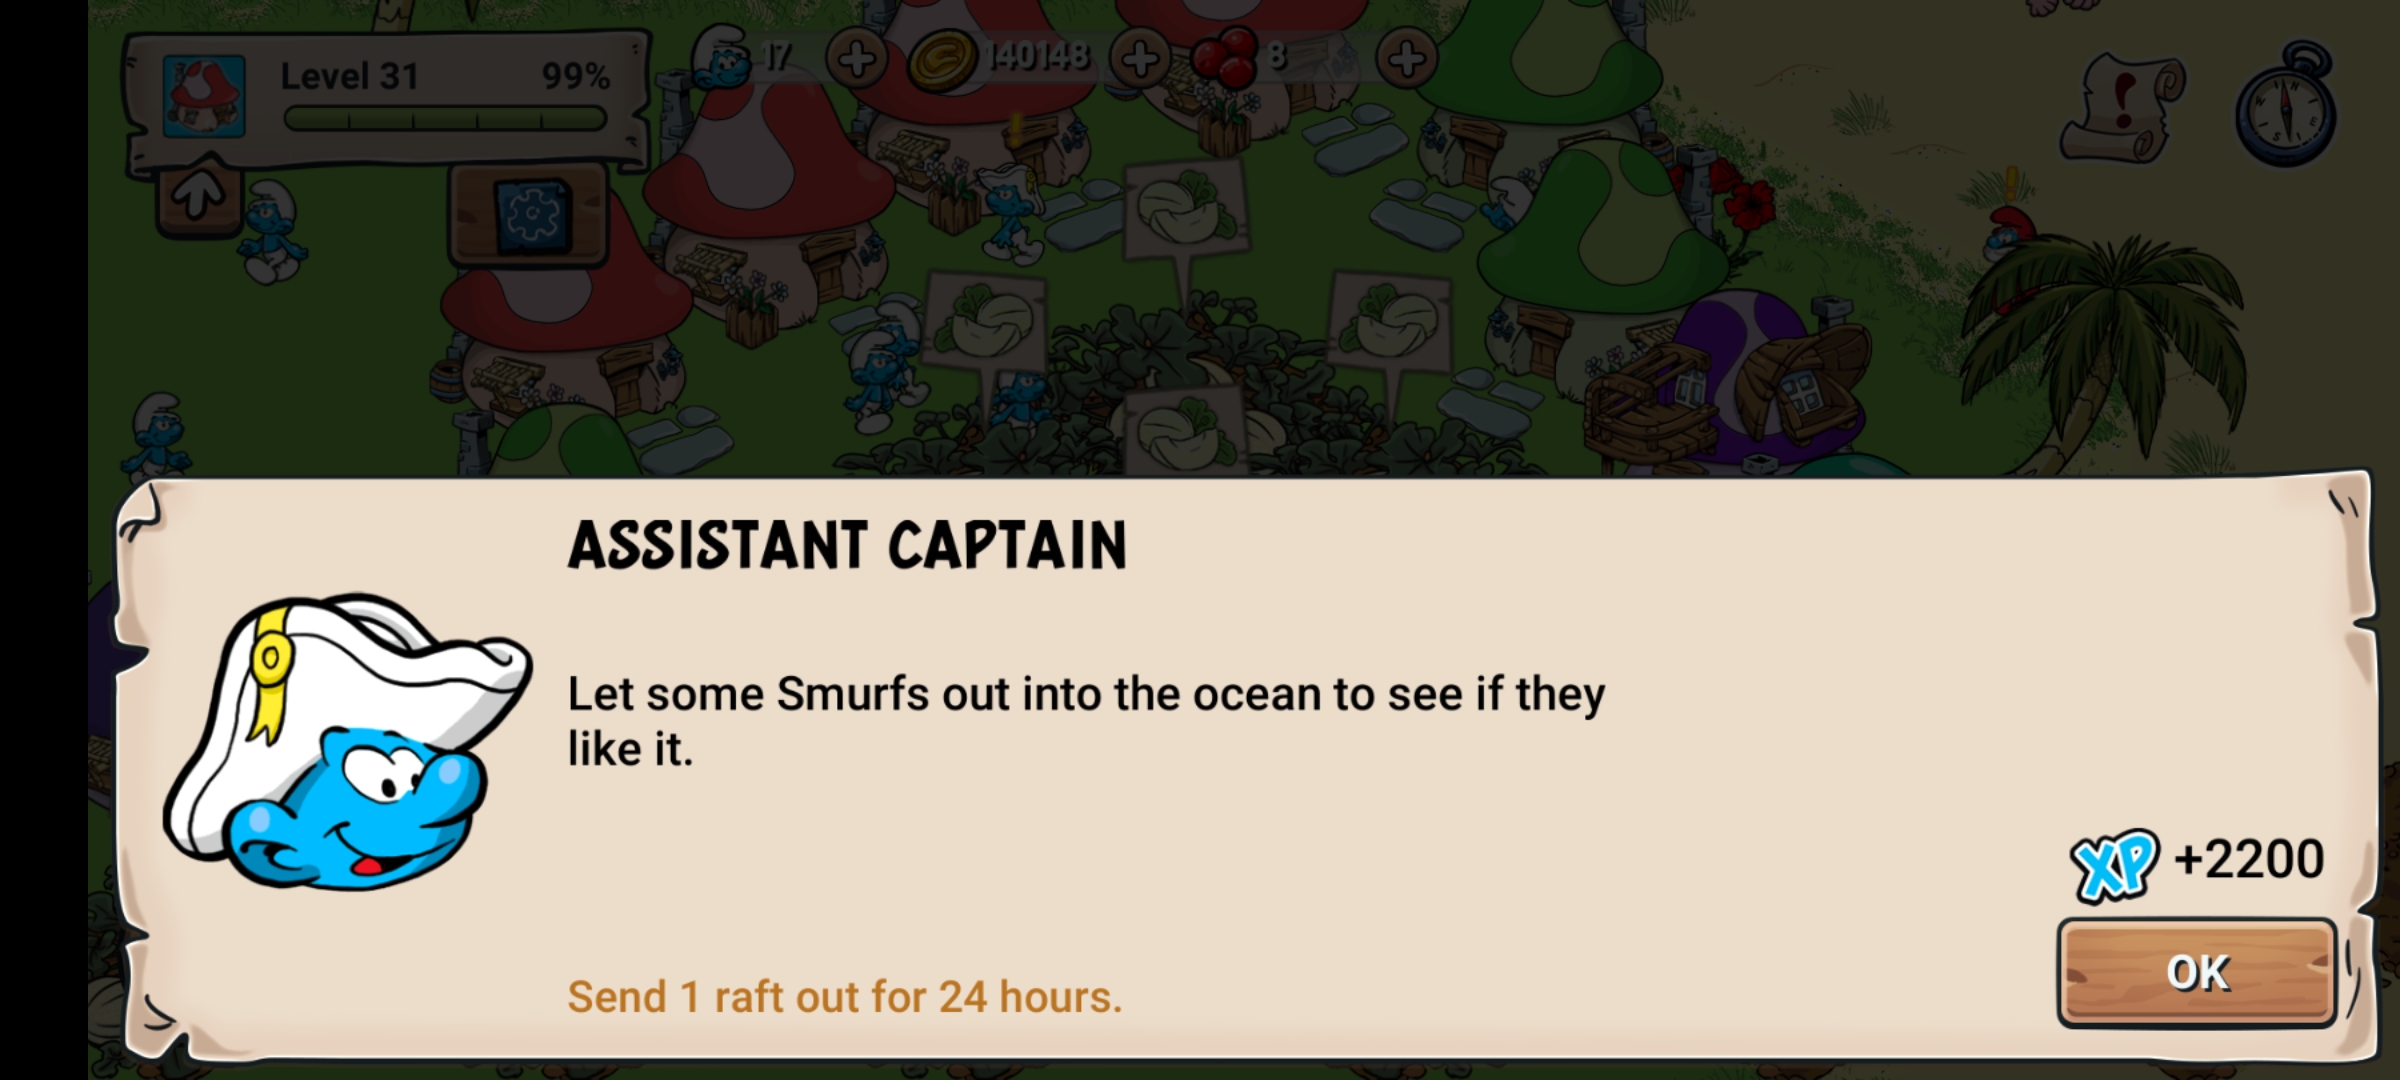 Level 31 99%
17
140148
8
ASSISTANT CAPTAIN
Let some Smurfs out into the ocean to see if they
like it.
XP +2200
Send 1 raft out for 24 hours.
OK